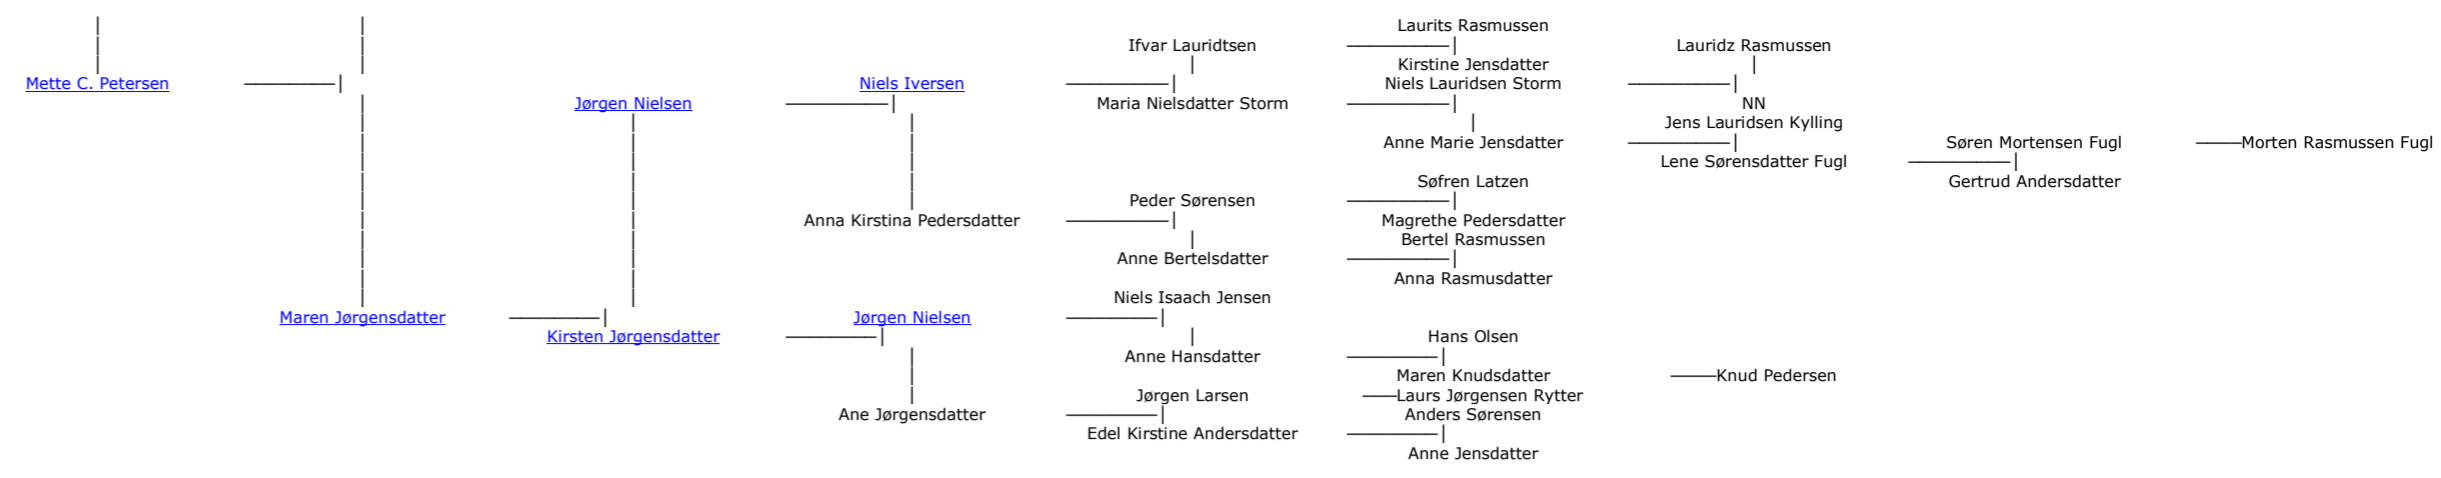 Laurits Rasmussen
Ifvar Lauridtsen Lauridz Rasmussen
Kirstine Jensdatter
Mette C. Petersen Niels Iversen Niels Lauridsen Storm
Jørgen Nielsen Maria Nielsdatter Storm NN
Jens Lauridsen Kylling
Anne Marie Jensdatter Søren Mortensen Fugl Morten Rasmussen Fugl
Lene Sørensdatter Fugl
Søfren Latzen Gertrud Andersdatter
Peder Sørensen
Anna Kirstina Pedersdatter Magrethe Pedersdatter
Bertel Rasmussen
Anne Bertelsdatter
Anna Rasmusdatter
Niels Isaach Jensen
Maren Jørgensdatter Jørgen Nielsen
Kirsten Jørgensdatter Hans Olsen
Anne Hansdatter
Maren Knudsdatter Knud Pedersen
Jørgen Larsen Laurs Jørgensen Rytter
Ane Jørgensdatter Anders Sørensen
Edel Kirstine Andersdatter
Anne Jensdatter